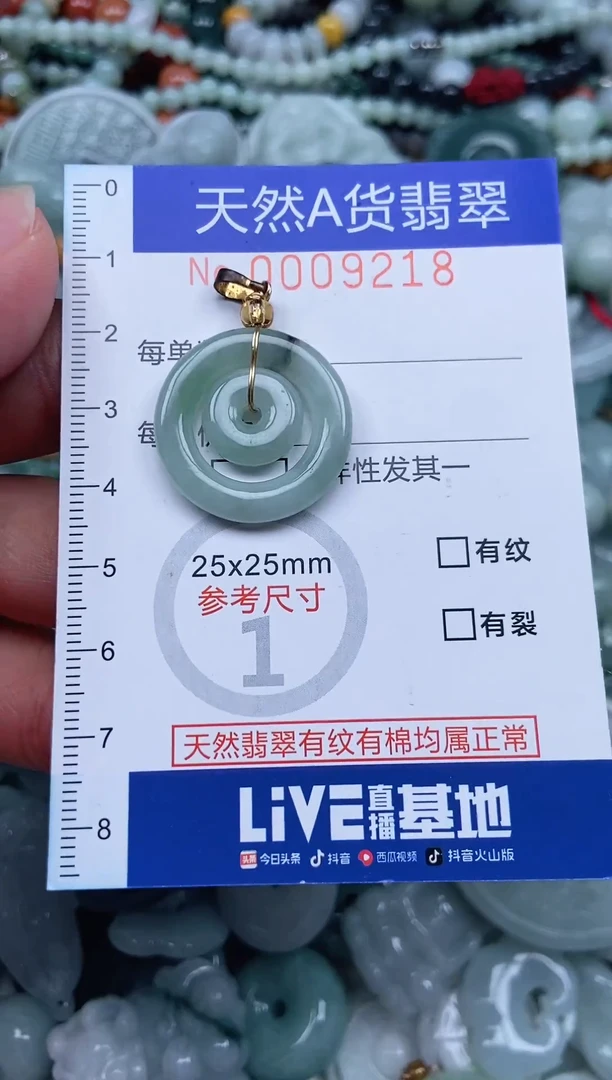 天然A货翡翠
0
No.0009218
1
2
每单
3
每
性发其一
4
25x25mm
参考尺寸
1
5
□有纹
□有裂
6
7
天然翡翠有纹有棉均属正常
LiVE直播基地
8
头条 今日头条 抖音 西瓜视频 抖音火山版